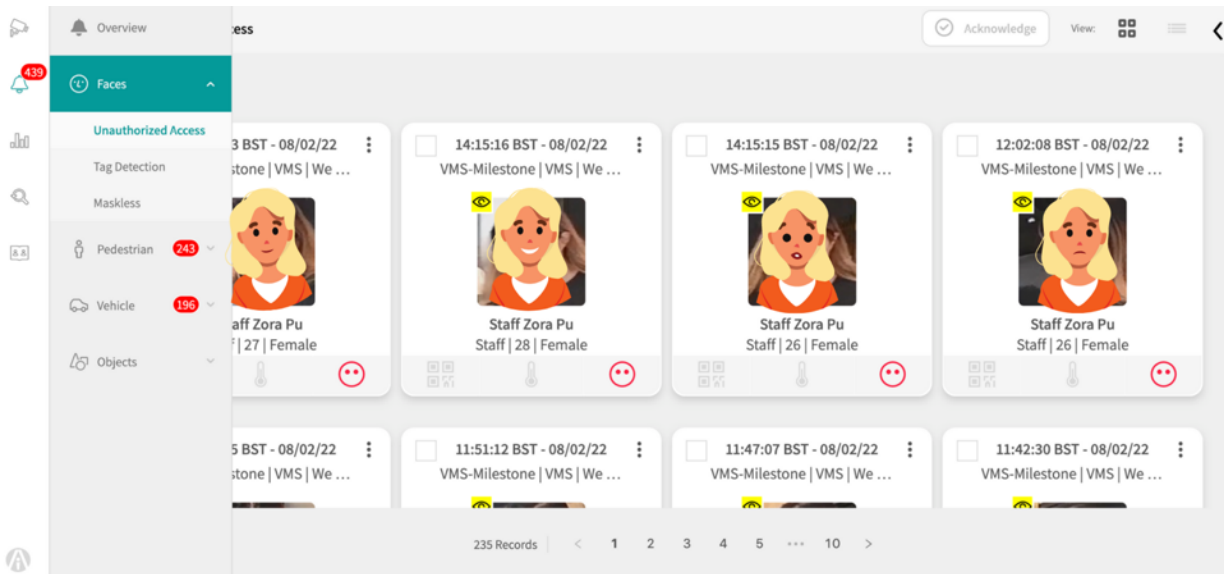 Overview
cess
Acknowledge
View:
439
Faces
Unauthorized Access
Tag Detection
Maskless
Pedestrian 243
Vehicle 196
Objects
3 BST - 08/02/22
stone | VMS | We ...
aff Zora Pu
f | 27 | Female
14:15:16 BST - 08/02/22
VMS-Milestone | VMS | We ...
Staff Zora Pu
Staff | 28 | Female
14:15:15 BST - 08/02/22
VMS-Milestone | VMS | We ...
Staff Zora Pu
Staff | 26 | Female
12:02:08 BST - 08/02/22
VMS-Milestone | VMS | We ...
Staff Zora Pu
Staff | 26 | Female
5 BST - 08/02/22
stone | VMS | We ...
11:51:12 BST - 08/02/22
VMS-Milestone | VMS | We ...
11:47:07 BST - 08/02/22
VMS-Milestone | VMS | We ...
11:42:30 BST - 08/02/22
VMS-Milestone | VMS | We ...
235 Records < 1 2 3 4 5 ••• 10 >